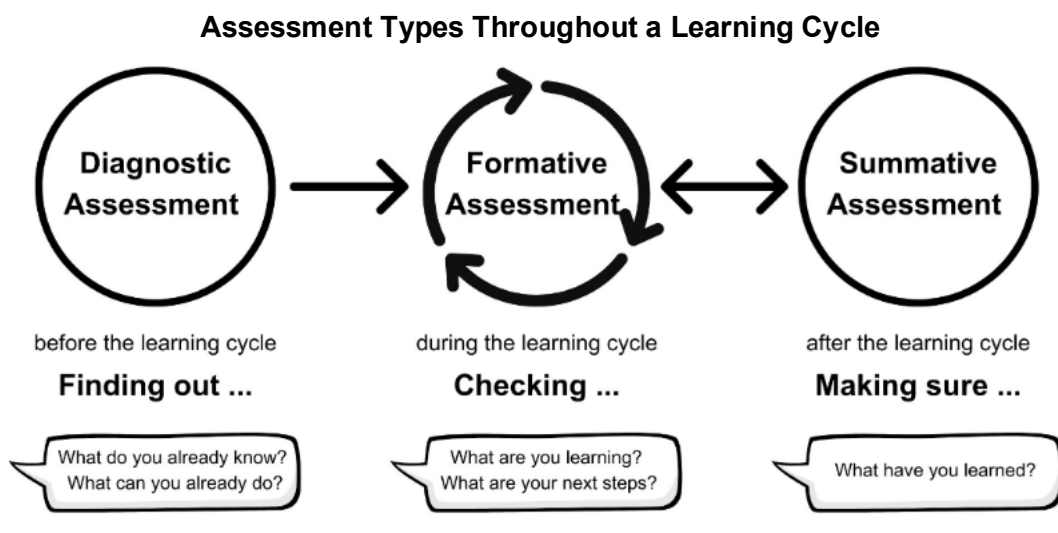 Assessment Types Throughout a Learning Cycle
Diagnostic
Assessment
Formative
Assessment
Summative
Assessment
before the learning cycle
Finding out ...
What do you already know?
What can you already do?
during the learning cycle
Checking ...
What are you learning?
What are your next steps?
after the learning cycle
Making sure ...
What have you learned?